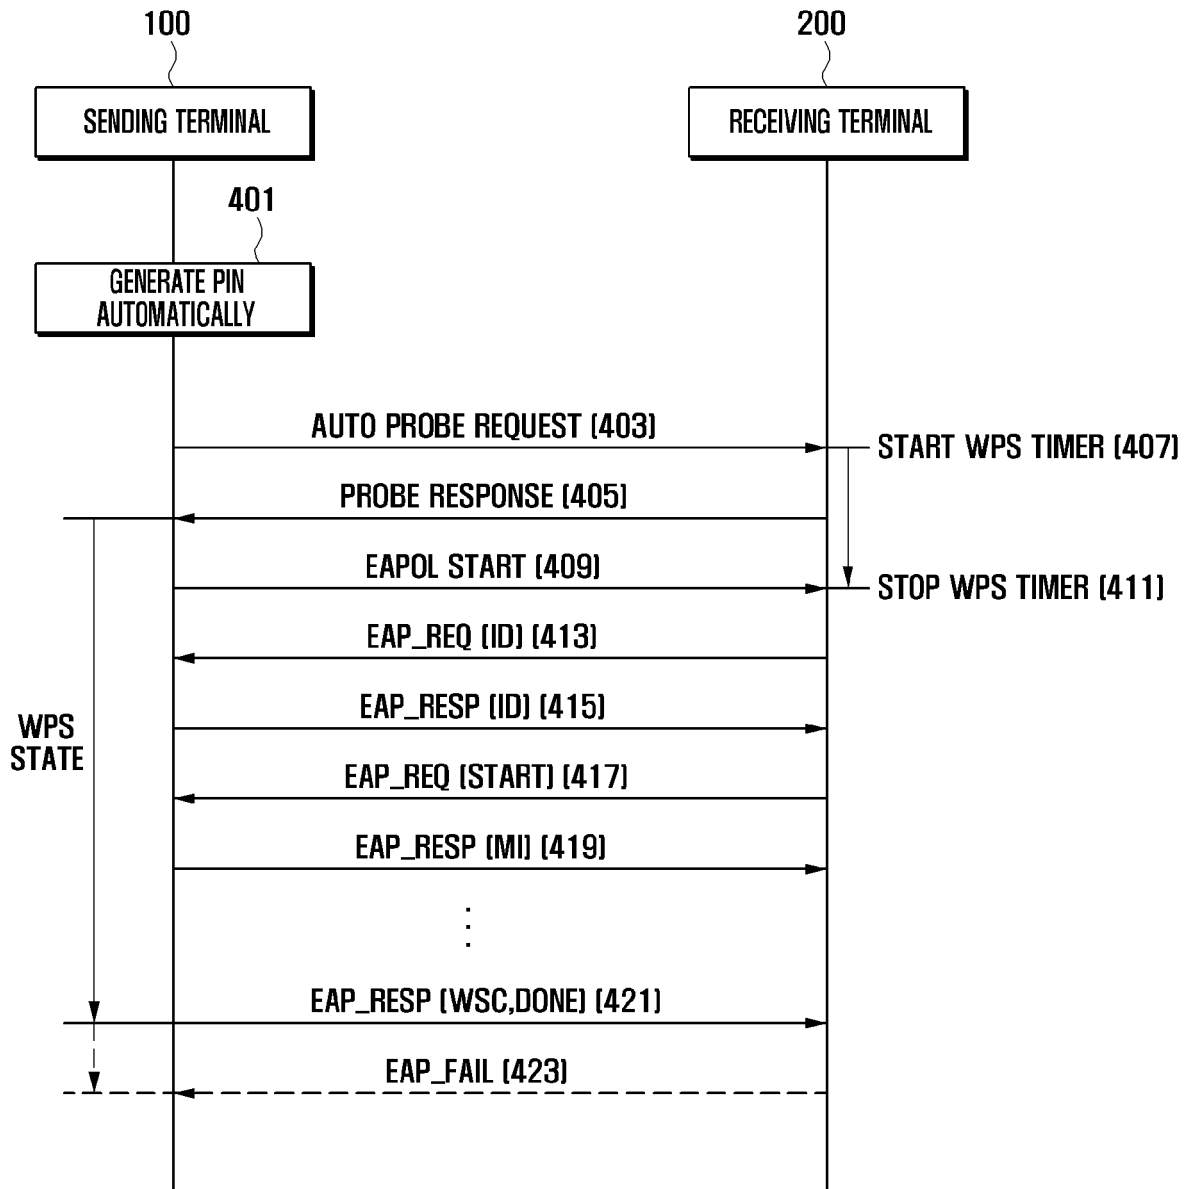 100
200
SENDING TERMINAL
RECEIVING TERMINAL
401
GENERATE PIN
AUTOMATICALLY
AUTO PROBE REQUEST (403)
START WPS TIMER (407)
PROBE RESPONSE (405)
EAPOL START (409)
STOP WPS TIMER (411)
EAP_REQ (ID) (413)
EAP_RESP (ID) (415)
WPS
STATE
EAP_REQ (START) (417)
EAP_RESP (MI) (419)
EAP_RESP (WSC,DONE) (421)
EAP_FAIL (423)